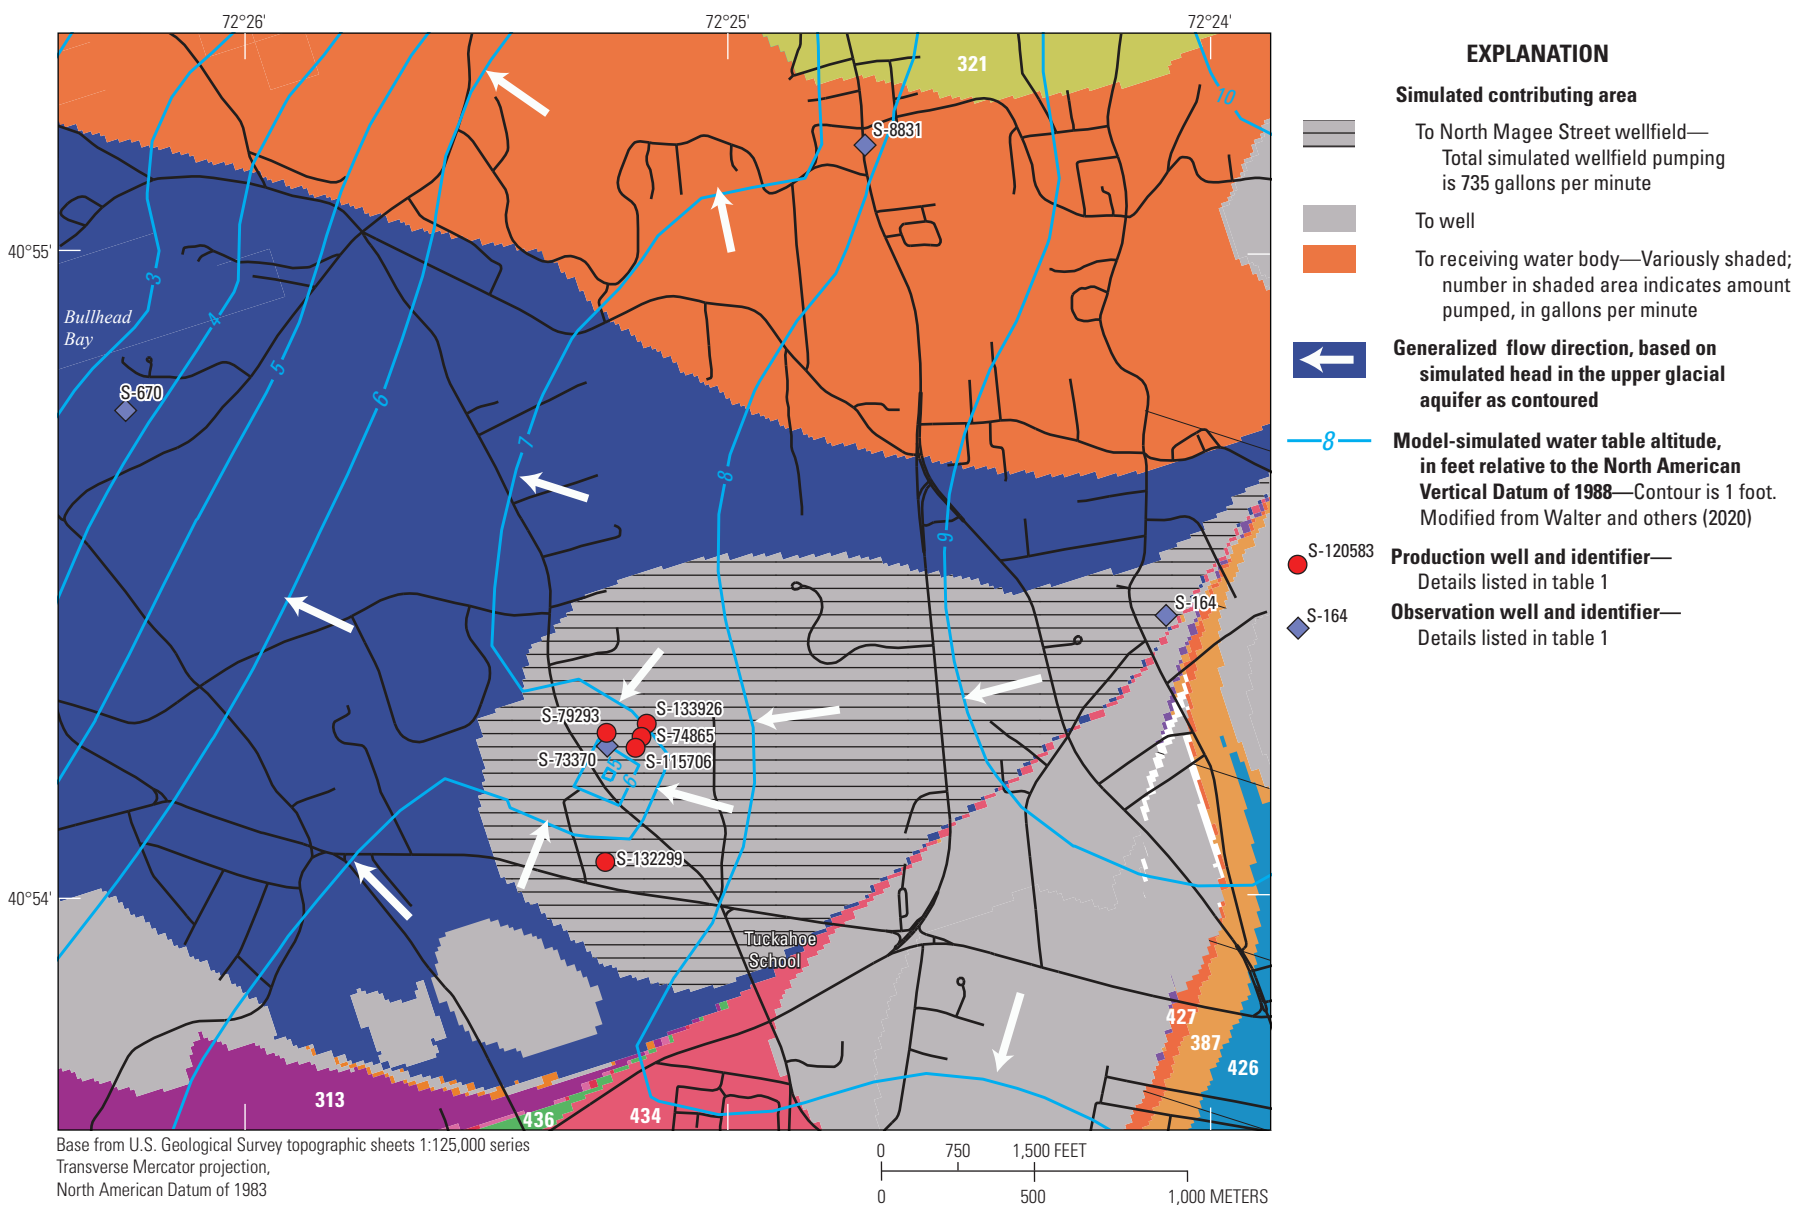 72°26'
72°25'
72°24'
321
10
S-8831
40°55'
3
Bullhead
Bay
4
5
6
S-670
7
8
9
S-164
S-79293
S-133926
S-74865
S-73370
S-115706
5
6
S-132299
40°54'
Tuckahoe
School
427
387
426
313
436
434
Base from U.S. Geological Survey topographic sheets 1:125,000 series
Transverse Mercator projection,
North American Datum of 1983
0 750 1,500 FEET
0 500 1,000 METERS
EXPLANATION
Simulated contributing area
To North Magee Street wellfield—
Total simulated wellfield pumping
is 735 gallons per minute
To well
To receiving water body—Variously shaded;
number in shaded area indicates amount
pumped, in gallons per minute
Generalized flow direction, based on
simulated head in the upper glacial
aquifer as contoured
8
Model-simulated water table altitude,
in feet relative to the North American
Vertical Datum of 1988—Contour is 1 foot.
Modified from Walter and others (2020)
S-120583
Production well and identifier—
Details listed in table 1
S-164
Observation well and identifier—
Details listed in table 1